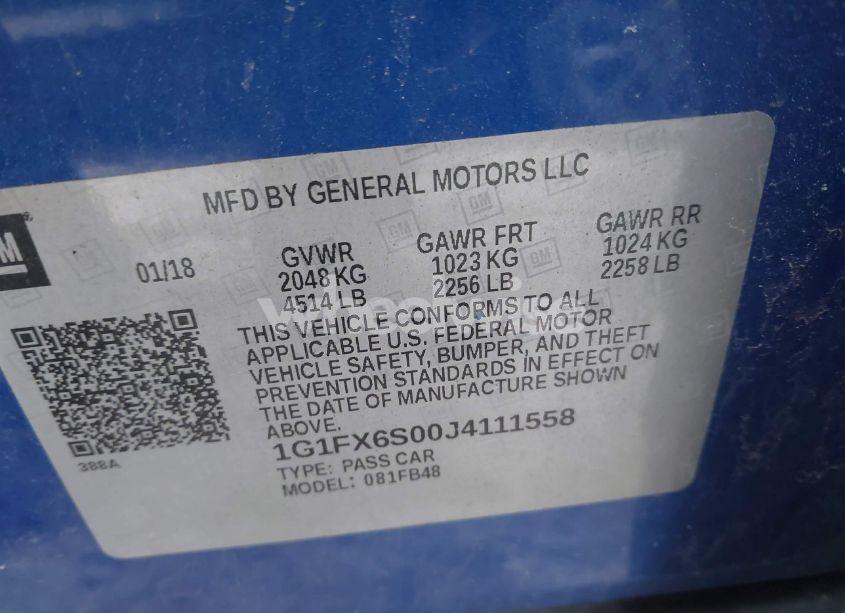 MFD BY GENERAL MOTORS LLC
GM
01/18
GVWR
2048 KG
4514 LB
GAWR FRT
1023 KG
2256 LB
GAWR RR
1024 KG
2258 LB
THIS VEHICLE CONFORMS TO ALL
APPLICABLE U.S. FEDERAL MOTOR
VEHICLE SAFETY, BUMPER, AND THEFT
PREVENTION STANDARDS IN EFFECT ON
THE DATE OF MANUFACTURE SHOWN
ABOVE.
1G1FX6S00J4111558
TYPE: PASS CAR
MODEL: 081FB48
388A